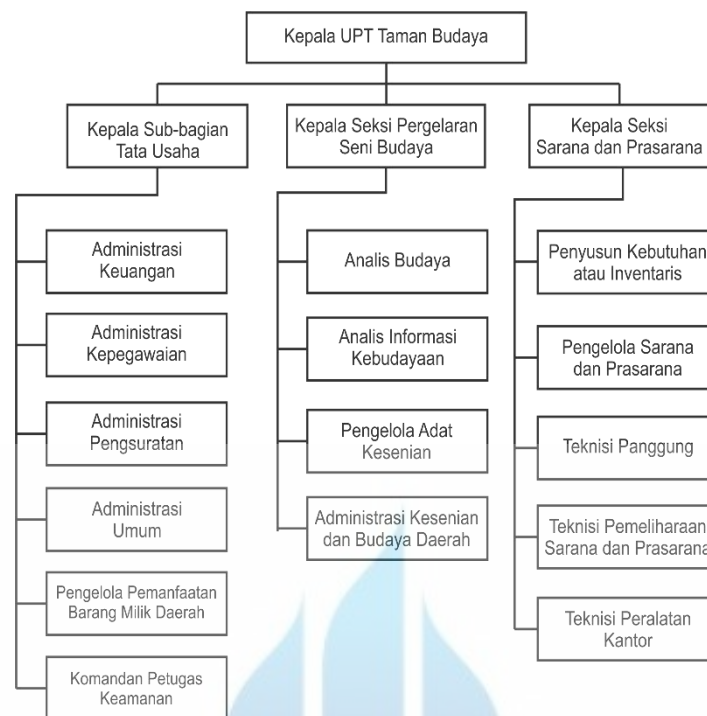 Kepala UPT Taman Budaya
Kepala Sub-bagian
Tata Usaha
Kepala Seksi Pergelaran
Seni Budaya
Kepala Seksi
Sarana dan Prasarana
Administrasi
Keuangan
Administrasi
Kepegawaian
Administrasi
Pengsuratan
Administrasi
Umum
Pengelola Pemanfaatan
Barang Milik Daerah
Komandan Petugas
Keamanan
Analis Budaya
Analis Informasi
Kebudayaan
Pengelola Adat
Kesenian
Administrasi Kesenian
dan Budaya Daerah
Penyusun Kebutuhan
atau Inventaris
Pengelola Sarana
dan Prasarana
Teknisi Panggung
Teknisi Pemeliharaan
Sarana dan Prasarana
Teknisi Peralatan
Kantor